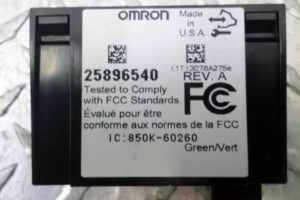 OMRON
Made in
U.S.A.
(1T)3078A275e
25896540 REV. A
Tested to Comply
with FCC Standards
FC
Évalué pour être
conforme aux normes de la FCC
IC:850K-60260
Green/Vert